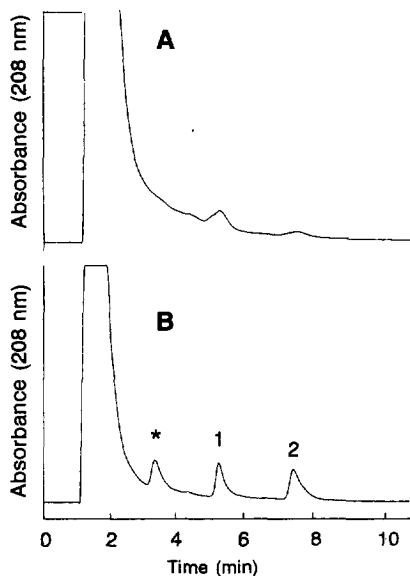 A
Absorbance (208 nm)
B
Absorbance (208 nm)
* 1 2
0 2 4 6 8 10
Time (min)